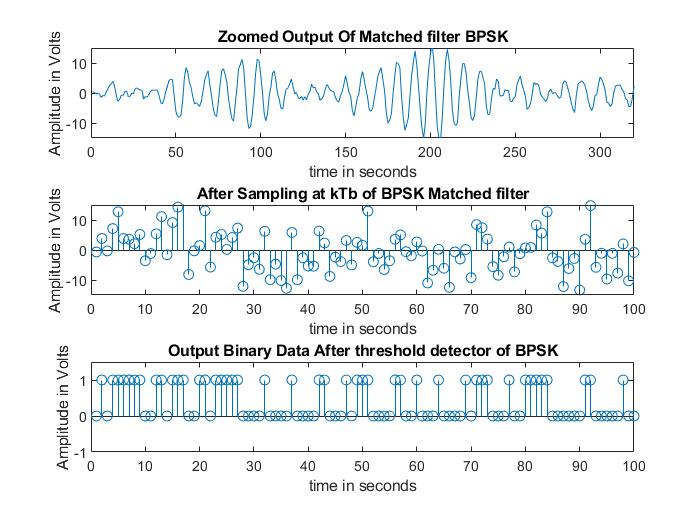 Zoomed Output Of Matched filter BPSK
Amplitude in Volts
10
0
-10
0 50 100 150 200 250 300
time in seconds
After Sampling at kTb of BPSK Matched filter
Amplitude in Volts
10
0
-10
0 10 20 30 40 50 60 70 80 90 100
time in seconds
Output Binary Data After threshold detector of BPSK
Amplitude in Volts
1
0
-1
0 10 20 30 40 50 60 70 80 90 100
time in seconds